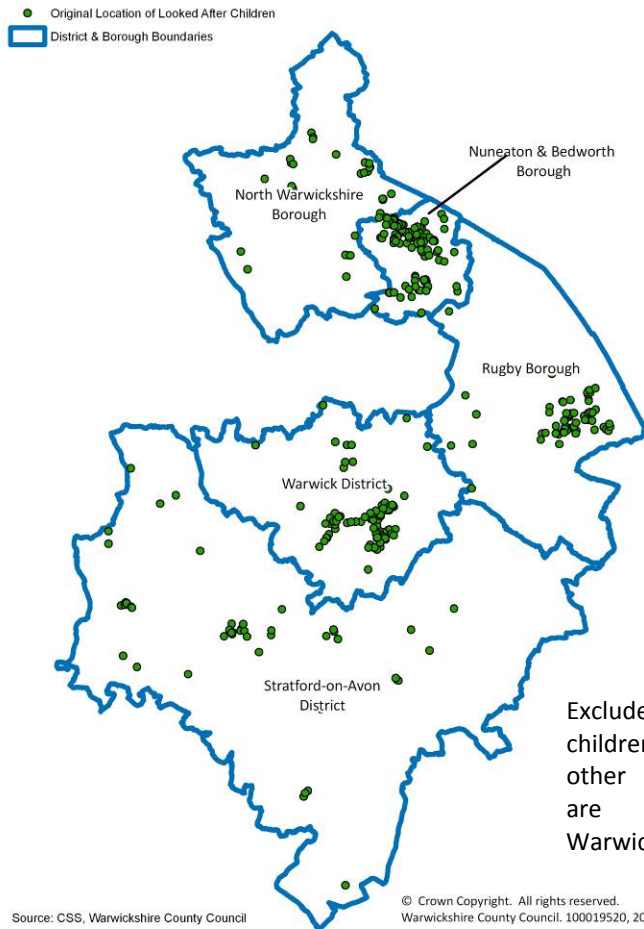 Original Location of Looked After Children
District & Borough Boundaries
Nuneaton & Bedworth
Borough
North Warwickshire
Borough
Rugby Borough
Warwick District
Stratford-on-Avon
District
Exclude
children
other
are
Warwic
© Crown Copyright. All rights reserved.
Source: CSS, Warwickshire County Council
Warwickshire County Council. 100019520, 20